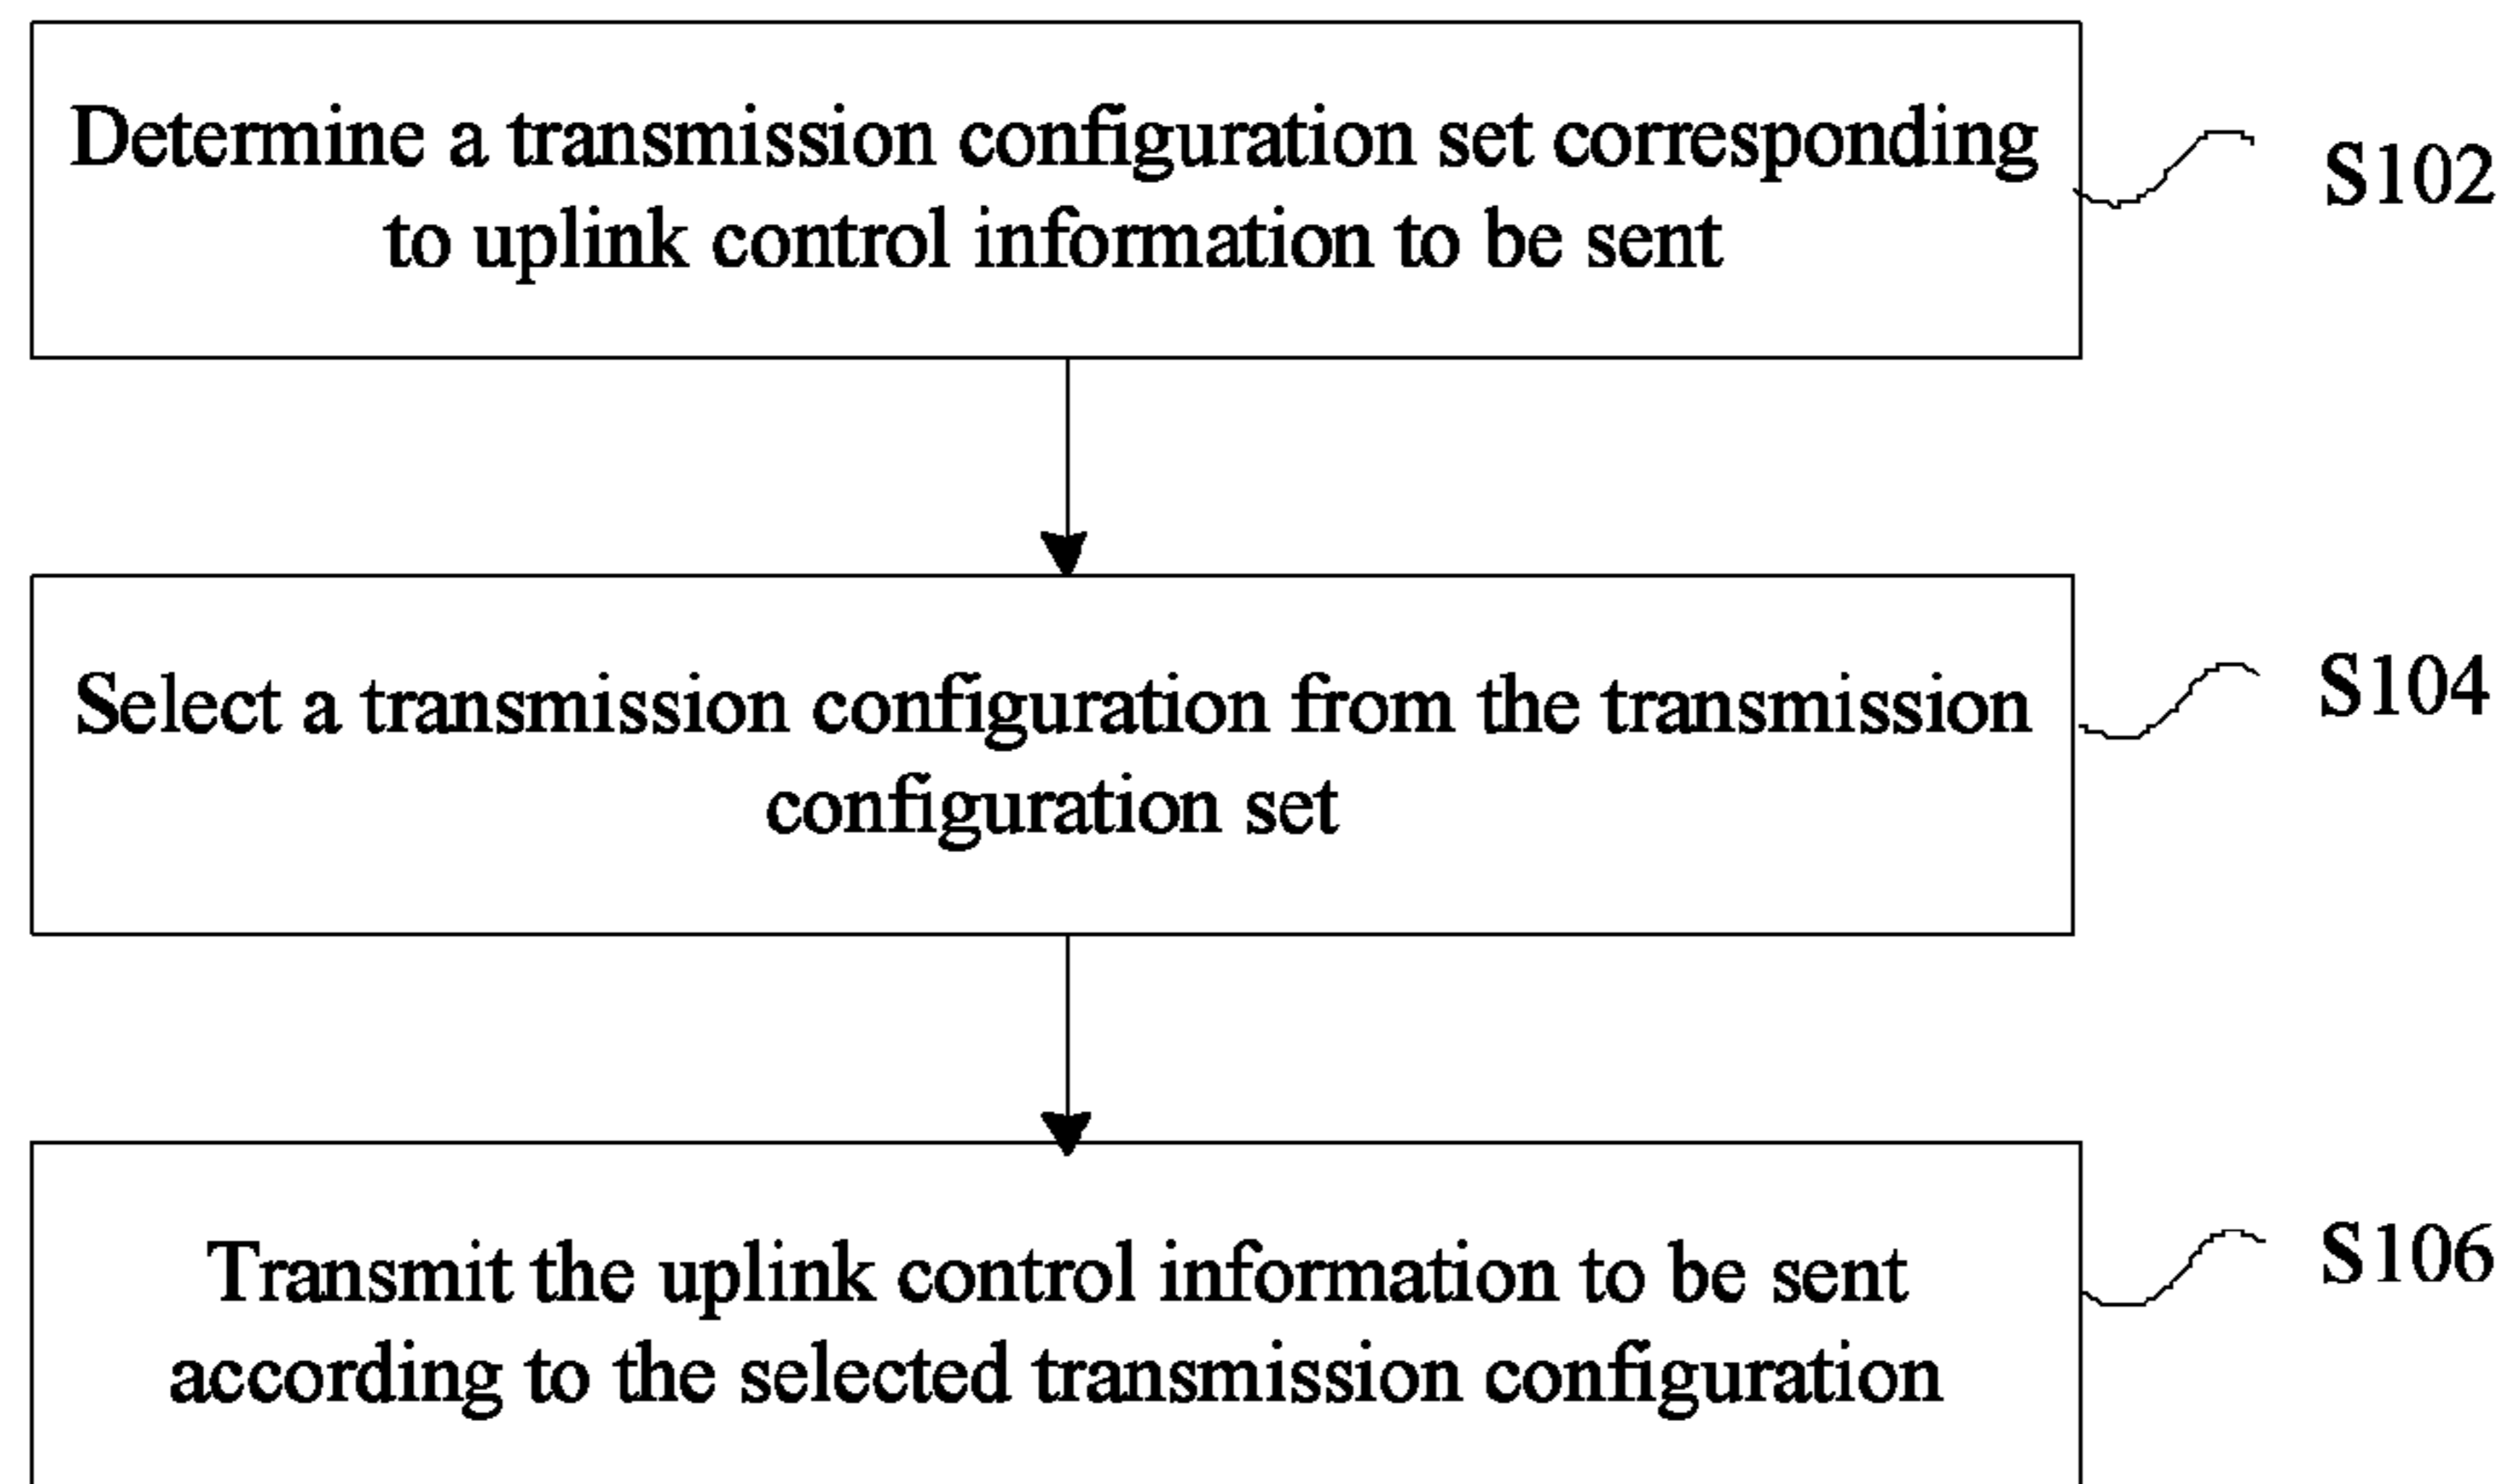 Determine a transmission configuration set corresponding
to uplink control information to be sent
S102
Select a transmission configuration from the transmission
configuration set
S104
Transmit the uplink control information to be sent
according to the selected transmission configuration
S106